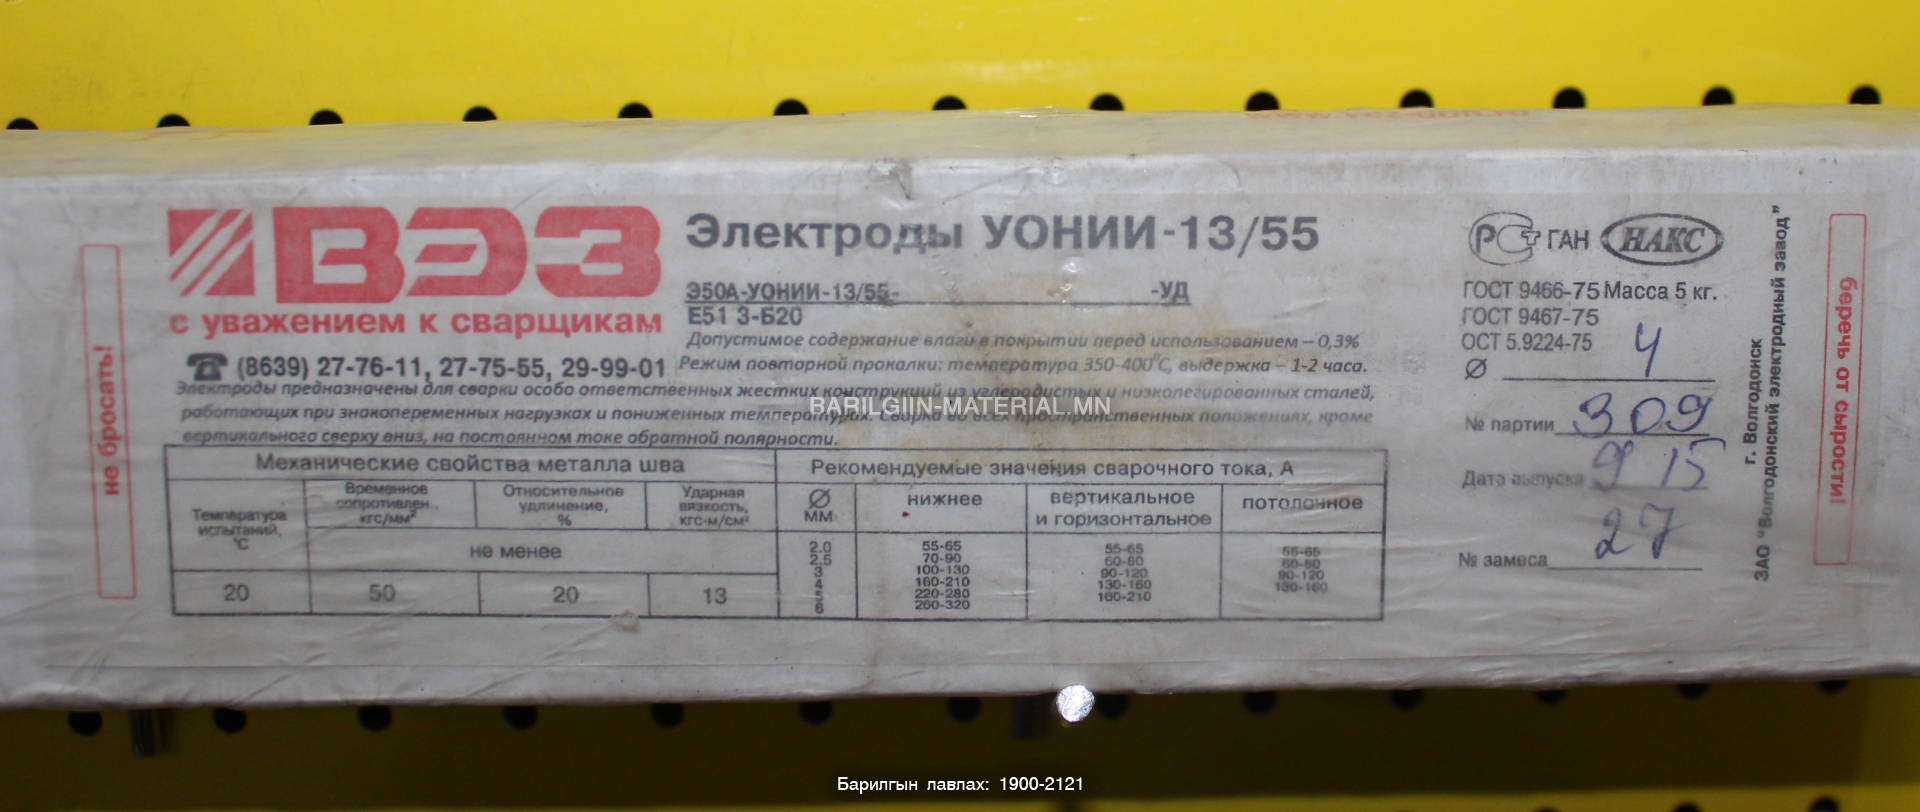 ВЭЗ
с уважением к сварщикам
(8639) 27-76-11, 27-75-55, 29-99-01
Электроды УОНИИ-13/55
Э50А-УОНИИ-13/55- -УД
Е51 3-Б20
Допустимое содержание влаги в покрытии перед использованием – 0,3%
Режим повторной прокалки: температура 350-400⁰С, выдержка – 1-2 часа.
Электроды предназначены для сварки особо ответственных жестких конструкций из углеродистых и низколегированных сталей,
работающих при знакопеременных нагрузках и пониженных температурах. Сварка во всех пространственных положениях, кроме
вертикального сверху вниз, на постоянном токе обратной полярности.
BARILGIIN-MATERIAL.MN
Механические свойства металла шва
Температура испытаний, °С
Временное сопротивлен., кгс/мм²
Относительное удлинение, %
Ударная вязкость, кгс-м/см²
не менее
20 50 20 13
Рекомендуемые значения сварочного тока, А
Ø мм нижнее вертикальное и горизонтальное потолочное
2.0 55-65 55-65 55-65
2.5 70-90 60-80 60-80
3 100-130 90-120 90-120
4 160-210 130-160 130-160
5 220-280 160-210
6 260-320
РСт ГАН НАКС
ГОСТ 9466-75 Масса 5 кг.
ГОСТ 9467-75
ОСТ 5.9224-75
Ø 4
№ партии 309
Дата выпуска 9 15
№ замеса 27
г. Волгодонск
ЗАО "Волгодонский электродный завод"
не бросать!
беречь от сырости!
Барилгын лавлах: 1900-2121